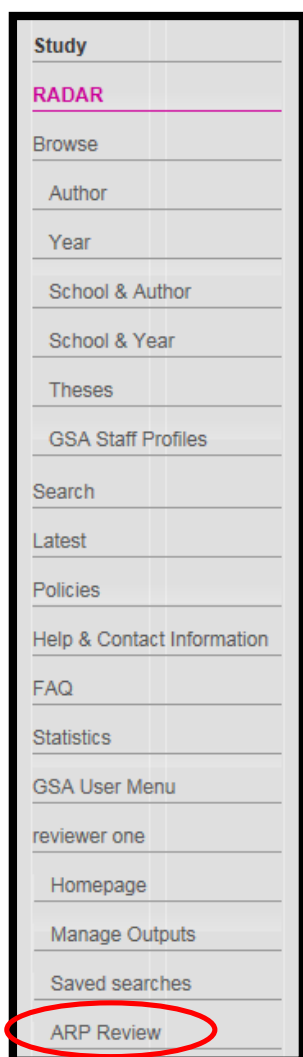 Study
RADAR
Browse
Author
Year
School & Author
School & Year
Theses
GSA Staff Profiles
Search
Latest
Policies
Help & Contact Information
FAQ
Statistics
GSA User Menu
reviewer one
Homepage
Manage Outputs
Saved searches
ARP Review